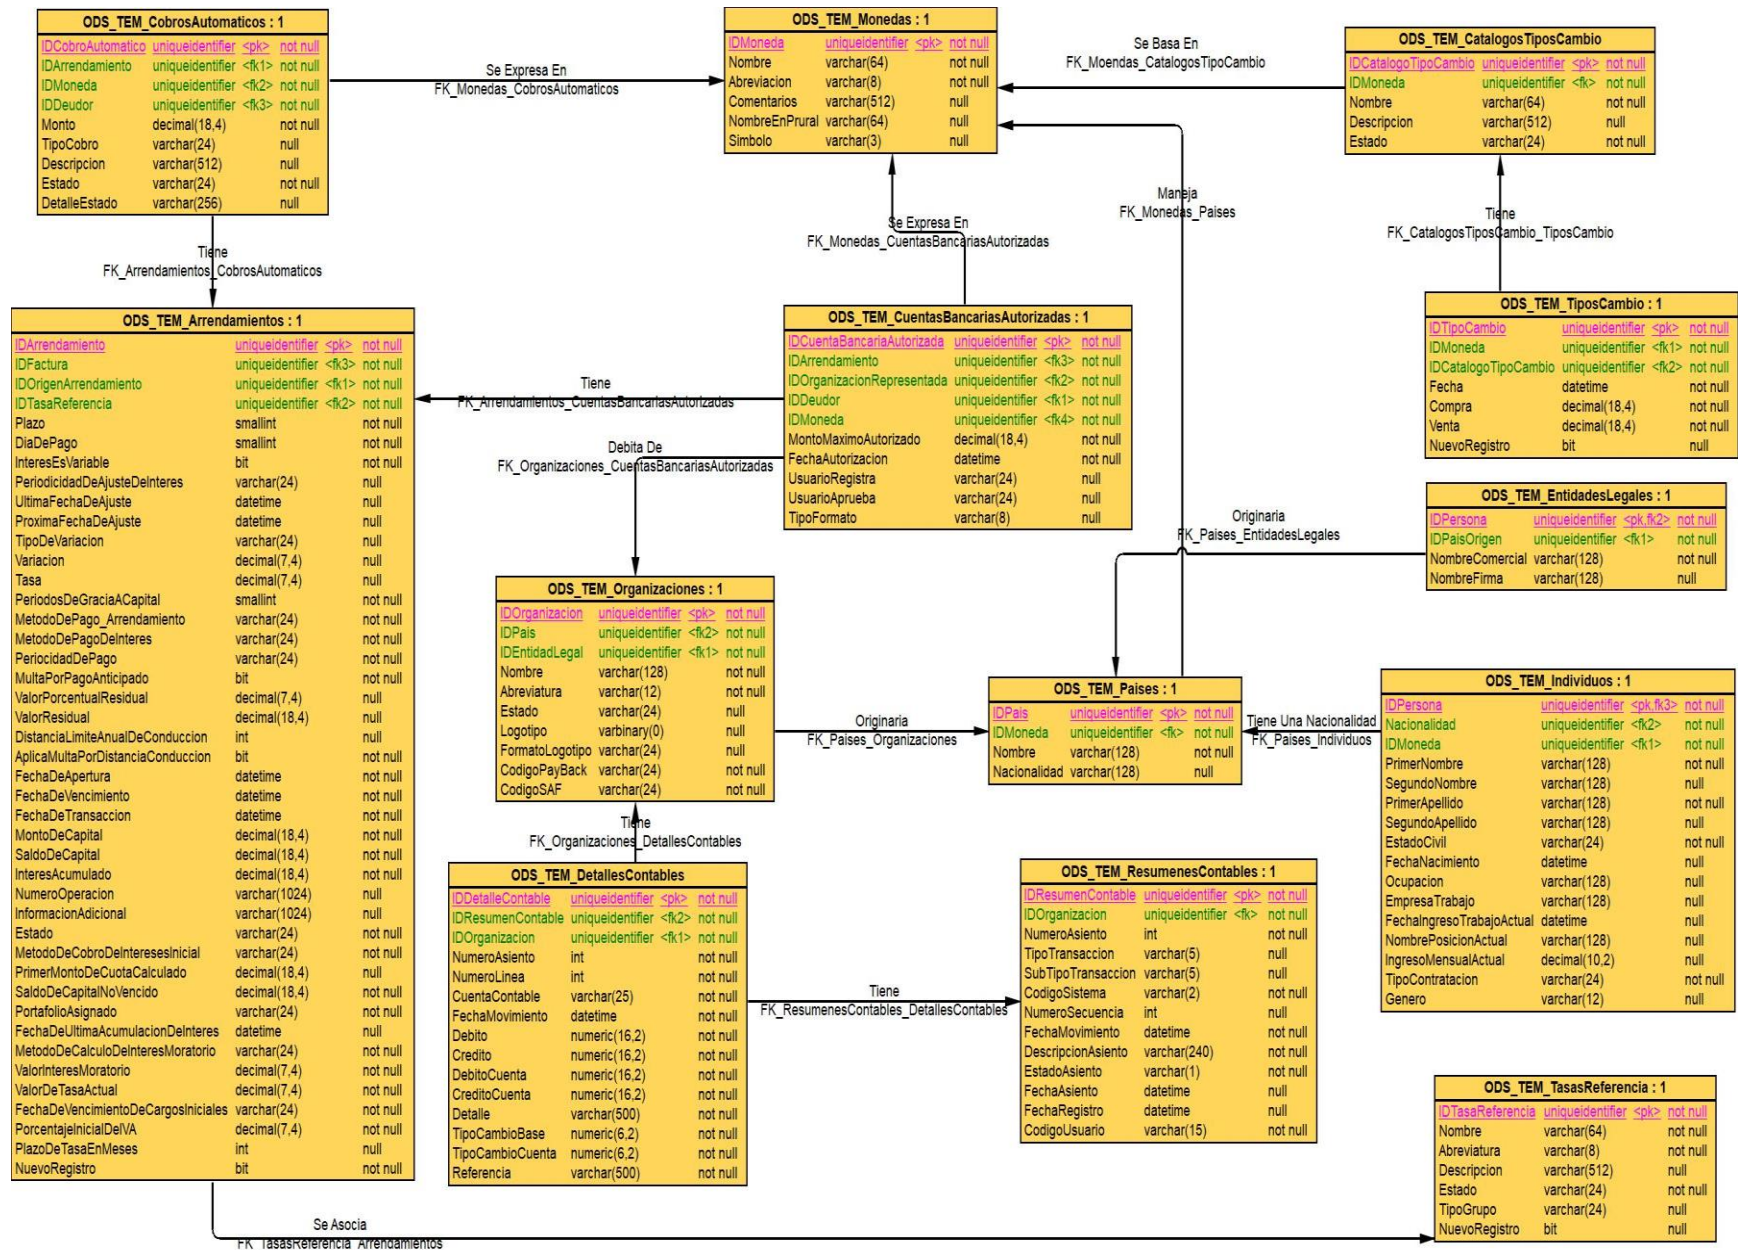 ODS_TEM_CobrosAutomaticos : 1
IDCobroAutomatico uniqueidentifier <pk> not null
IDArrendamiento uniqueidentifier <fk1> not null
IDMoneda uniqueidentifier <fk2> not null
IDDeudor uniqueidentifier <fk3> not null
Monto decimal(18,4) not null
TipoCobro varchar(24) null
Descripcion varchar(512) null
Estado varchar(24) not null
DetalleEstado varchar(256) null
Se Expresa En
FK_Monedas_CobrosAutomaticos
ODS_TEM_Monedas : 1
IDMoneda uniqueidentifier <pk> not null
Nombre varchar(64) not null
Abreviacion varchar(8) not null
Comentarios varchar(512) null
NombreEnPrural varchar(64) null
Simbolo varchar(3) null
Se Basa En
FK_Moendas_CatalogosTipoCambio
ODS_TEM_CatalogosTiposCambio
IDCatalogoTipoCambio uniqueidentifier <pk> not null
IDMoneda uniqueidentifier <fk> not null
Nombre varchar(64) not null
Descripcion varchar(512) null
Estado varchar(24) not null
Tiene
FK_Arrendamientos_CobrosAutomaticos
Se Expresa En
FK_Monedas_CuentasBancariasAutorizadas
Maneja
FK_Monedas_Paises
Tiene
FK_CatalogosTiposCambio_TiposCambio
ODS_TEM_Arrendamientos : 1
IDArrendamiento uniqueidentifier <pk> not null
IDFactura uniqueidentifier <fk3> not null
IDOrigenArrendamiento uniqueidentifier <fk1> not null
IDTasaReferencia uniqueidentifier <fk2> not null
Plazo smallint not null
DiaDePago smallint not null
InteresEsVariable bit not null
PeriodicidadDeAjusteDeInteres varchar(24) null
UltimaFechaDeAjuste datetime null
ProximaFechaDeAjuste datetime null
TipoDeVariacion varchar(24) null
Variacion decimal(7,4) null
Tasa decimal(7,4) null
PeriodosDeGraciaACapital smallint not null
MetodoDePago_Arrendamiento varchar(24) not null
MetodoDePagoDeInteres varchar(24) not null
PeriocidadDePago varchar(24) not null
MultaPorPagoAnticipado bit not null
ValorPorcentualResidual decimal(7,4) null
ValorResidual decimal(18,4) null
DistanciaLimiteAnualDeConduccion int null
AplicaMultaPorDistanciaConduccion bit not null
FechaDeApertura datetime not null
FechaDeVencimiento datetime not null
FechaDeTransaccion datetime not null
MontoDeCapital decimal(18,4) not null
SaldoDeCapital decimal(18,4) not null
InteresAcumulado decimal(18,4) not null
NumeroOperacion varchar(1024) null
InformacionAdicional varchar(1024) null
Estado varchar(24) not null
MetodoDeCobroDeInteresesInicial varchar(24) not null
PrimerMontoDeCuotaCalculado decimal(18,4) null
SaldoDeCapitalNoVencido decimal(18,4) not null
PortafolioAsignado varchar(24) not null
FechaDeUltimaAcumulacionDeInteres datetime null
MetodoDeCalculoDeInteresMoratorio varchar(24) not null
ValorInteresMoratorio decimal(7,4) not null
ValorDeTasaActual decimal(7,4) not null
FechaDeVencimientoDeCargosIniciales varchar(24) not null
PorcentajeInicialDelVA decimal(7,4) not null
PlazoDeTasaEnMeses int null
NuevoRegistro bit not null
Tiene
FK_Arrendamientos_CuentasBancariasAutorizadas
Debita De
FK_Organizaciones_CuentasBancariasAutorizadas
ODS_TEM_CuentasBancariasAutorizadas : 1
IDCuentaBancariaAutorizada uniqueidentifier <pk> not null
IDArrendamiento uniqueidentifier <fk3> not null
IDOrganizacionRepresentada uniqueidentifier <fk2> not null
IDDeudor uniqueidentifier <fk1> not null
IDMoneda uniqueidentifier <fk4> not null
MontoMaximoAutorizado decimal(18,4) not null
FechaAutorizacion datetime not null
UsuarioRegistra varchar(24) null
UsuarioAprueba varchar(24) null
TipoFormato varchar(8) null
ODS_TEM_TiposCambio : 1
IDTipoCambio uniqueidentifier <pk> not null
IDMoneda uniqueidentifier <fk1> not null
IDCatalogoTipoCambio uniqueidentifier <fk2> not null
Fecha datetime not null
Compra decimal(18,4) not null
Venta decimal(18,4) not null
NuevoRegistro bit null
ODS_TEM_EntidadesLegales : 1
IDPersona uniqueidentifier <pk,fk2> not null
IDPaisOrigen uniqueidentifier <fk1> not null
NombreComercial varchar(128) not null
NombreFirma varchar(128) null
Originaria
FK_Paises_EntidadesLegales
ODS_TEM_Organizaciones : 1
IDOrganizacion uniqueidentifier <pk> not null
IDPais uniqueidentifier <fk2> not null
IDEntidadLegal uniqueidentifier <fk1> not null
Nombre varchar(128) not null
Abreviatura varchar(12) not null
Estado varchar(24) null
Logotipo varbinary(0) null
FormatoLogotipo varchar(24) null
CodigoPayBack varchar(24) not null
CodigoSAF varchar(24) not null
Originaria
FK_Paises_Organizaciones
ODS_TEM_Paises : 1
IDPais uniqueidentifier <pk> not null
IDMoneda uniqueidentifier <fk> not null
Nombre varchar(128) not null
Nacionalidad varchar(128) null
Tiene Una Nacionalidad
FK_Paises_Individuos
ODS_TEM_Individuos : 1
IDPersona uniqueidentifier <pk,fk3> not null
Nacionalidad uniqueidentifier <fk2> not null
IDMoneda uniqueidentifier <fk1> not null
PrimerNombre varchar(128) not null
SegundoNombre varchar(128) null
PrimerApellido varchar(128) not null
SegundoApellido varchar(128) null
EstadoCivil varchar(24) not null
FechaNacimiento datetime null
Ocupacion varchar(128) null
EmpresaTrabajo varchar(128) null
FechaIngresoTrabajoActual datetime null
NombrePosicionActual varchar(128) null
IngresoMensualActual decimal(10,2) null
TipoContratacion varchar(24) not null
Genero varchar(12) null
Tiene
FK_Organizaciones_DetallesContables
ODS_TEM_DetallesContables
IDDetalleContable uniqueidentifier <pk> not null
IDResumenContable uniqueidentifier <fk2> not null
IDOrganizacion uniqueidentifier <fk1> not null
NumeroAsiento int not null
NumeroLinea int not null
CuentaContable varchar(25) not null
FechaMovimiento datetime not null
Debito numeric(16,2) not null
Credito numeric(16,2) not null
DebitoCuenta numeric(16,2) not null
CreditoCuenta numeric(16,2) not null
Detalle varchar(500) not null
TipoCambioBase numeric(6,2) not null
TipoCambioCuenta numeric(6,2) not null
Referencia varchar(500) not null
Tiene
FK_ResumenesContables_DetallesContables
ODS_TEM_ResumenesContables : 1
IDResumenContable uniqueidentifier <pk> not null
IDOrganizacion uniqueidentifier <fk> not null
NumeroAsiento int not null
TipoTransaccion varchar(5) null
SubTipoTransaccion varchar(5) null
CodigoSistema varchar(2) not null
NumeroSecuencia int null
FechaMovimiento datetime not null
DescripcionAsiento varchar(240) not null
EstadoAsiento varchar(1) not null
FechaAsiento datetime null
FechaRegistro datetime null
CodigoUsuario varchar(15) not null
ODS_TEM_TasasReferencia : 1
IDTasaReferencia uniqueidentifier <pk> not null
Nombre varchar(64) not null
Abreviatura varchar(8) not null
Descripcion varchar(512) null
Estado varchar(24) not null
TipoGrupo varchar(24) null
NuevoRegistro bit null
Se Asocia
FK_TasasReferencia_Arrendamientos